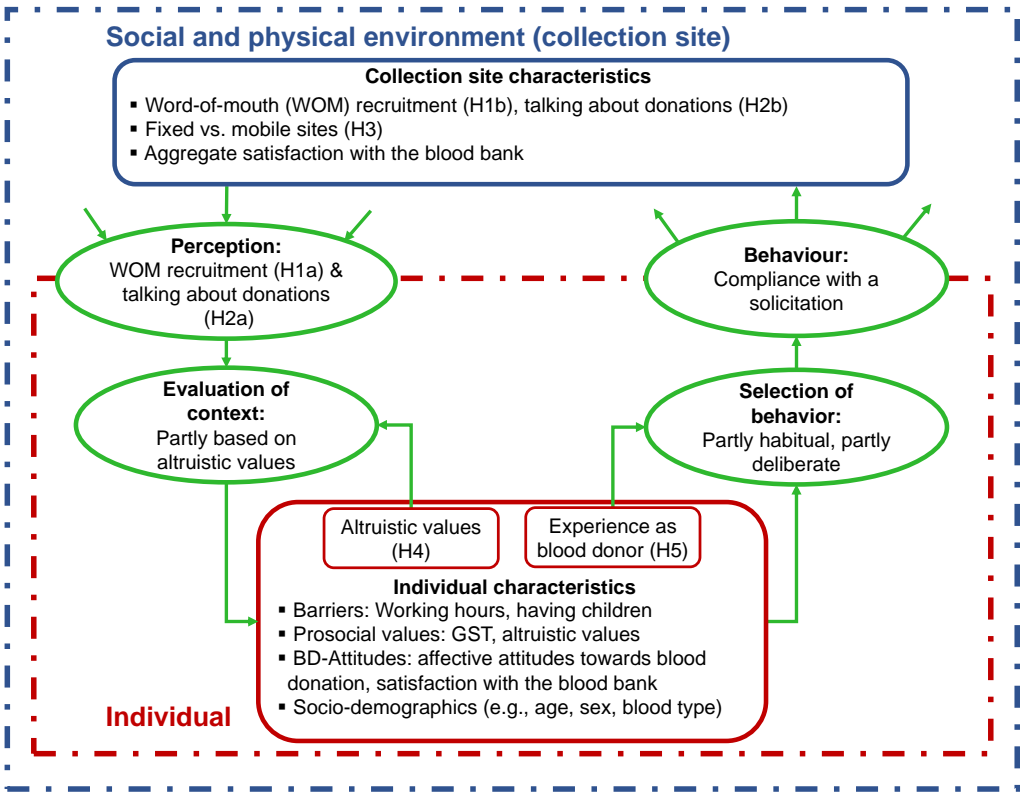 Social and physical environment (collection site)
Collection site characteristics
▪ Word-of-mouth (WOM) recruitment (H1b), talking about donations (H2b)
▪ Fixed vs. mobile sites (H3)
▪ Aggregate satisfaction with the blood bank
Perception:
WOM recruitment (H1a) &
talking about donations
(H2a)
Behaviour:
Compliance with a
solicitation
Evaluation of
context:
Partly based on
altruistic values
Selection of
behavior:
Partly habitual, partly
deliberate
Altruistic values
(H4)
Experience as
blood donor (H5)
Individual characteristics
▪ Barriers: Working hours, having children
▪ Prosocial values: GST, altruistic values
▪ BD-Attitudes: affective attitudes towards blood
donation, satisfaction with the blood bank
▪ Socio-demographics (e.g., age, sex, blood type)
Individual